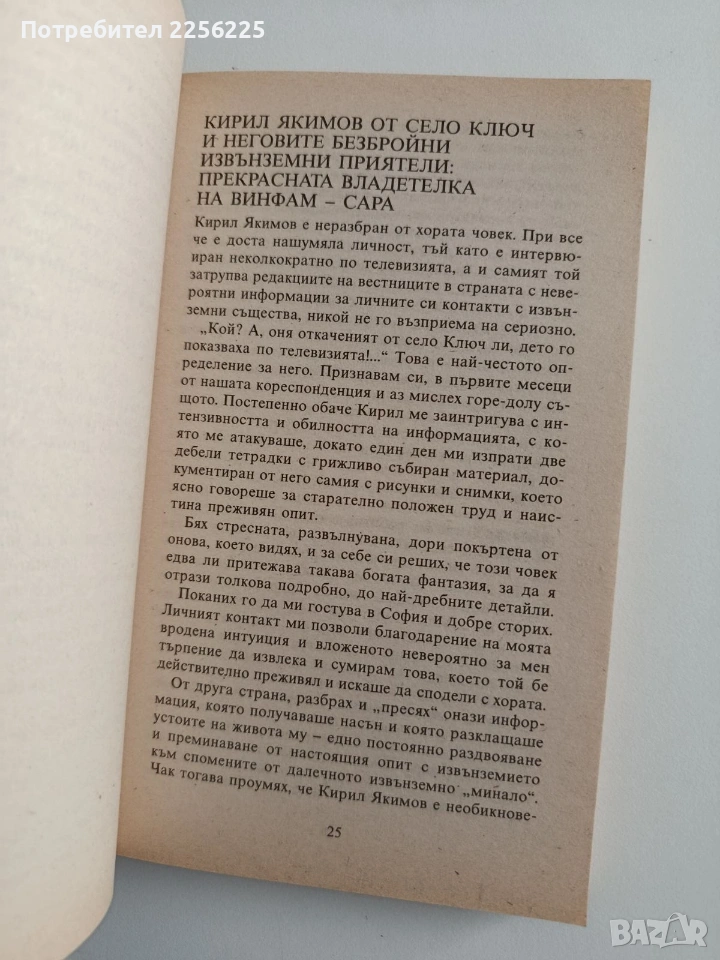 Потребител 2256225
КИРИЛ ЯКИМОВ ОТ СЕЛО КЛЮЧ
И НЕГОВИТЕ БЕЗБРОЙНИ
ИЗВЪНЗЕМНИ ПРИЯТЕЛИ:
ПРЕКРАСНАТА ВЛАДЕТЕЛКА
НА ВИНФАМ – САРА
Кирил Якимов е неразбран от хората човек. При все
че е доста нашумяла личност, тъй като е интервю-
иран неколкократно по телевизията, а и самият той
затрупва редакциите на вестниците в страната с неве-
роятни информации за личните си контакти с извън-
земни същества, никой не го възприема на сериозно.
„Кой? А, оня откаченият от село Ключ ли, дето го
показваха по телевизията!...“ Това е най-честото оп-
ределение за него. Признавам си, в първите месеци
от нашата кореспонденция и аз мислех горе-долу съ-
щото. Постепенно обаче Кирил ме заинтригува с ин-
тензивността и обилността на информацията, с ко-
ято ме атакуваше, докато един ден ми изпрати две
дебели тетрадки с грижливо събиран материал, до-
кументиран от него самия с рисунки и снимки, което
ясно говореше за старателно положен труд и наис-
тина преживян опит.
Бях стресната, развълнувана, дори покъртена от
онова, което видях, и за себе си реших, че този човек
едва ли притежава такава богата фантазия, за да я
отрази толкова подробно, до най-дребните детайли.
Поканих го да ми гостува в София и добре сторих.
Личният контакт ми позволи благодарение на моята
вродена интуиция и вложеното невероятно за мен
търпение да извлека и сумирам това, което той бе
действително преживял и искаше да сподели с хората.
От друга страна, разбрах и „пресях“ онази инфор-
мация, която получаваше насън и която разклащаше
устоите на живота му – едно постоянно раздвояване
и преминаване от настоящия опит с извънземието
към спомените от далечното извънземно „минало“.
Чак тогава проумях, че Кирил Якимов е необикнове-
25
BAZAR